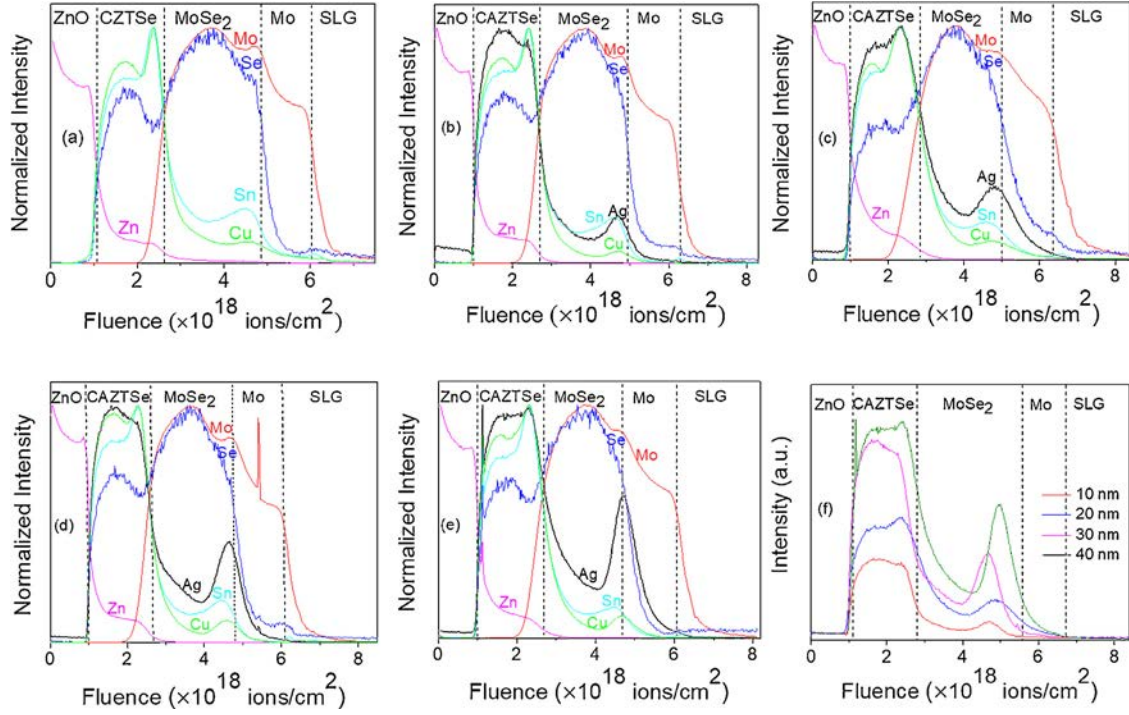 ZnO CZTSe MoSe2 Mo SLG
Mo
Se
(a)
Sn
Zn
Cu
Normalized Intensity
0 2 4 6
Fluence (×10^18 ions/cm^2)
ZnO CAZTSe MoSe2 Mo SLG
Mo
Se
(b)
Ag
Sn
Zn
Cu
Normalized Intensity
0 2 4 6 8
Fluence (×10^18 ions/cm^2)
ZnO CAZTSe MoSe2 Mo SLG
Mo
Se
(c)
Ag
Zn
Sn
Cu
Normalized Intensity
0 2 4 6 8
Fluence (×10^18 ions/cm^2)
ZnO CAZTSe MoSe2 Mo SLG
Mo
Se
(d)
Ag
Sn
Zn
Cu
Normalized Intensity
0 2 4 6 8
Fluence (×10^18 ions/cm^2)
ZnO CAZTSe MoSe2 Mo SLG
Se
Mo
(e)
Ag
Sn
Zn
Cu
Normalized Intensity
0 2 4 6 8
Fluence (×10^18 ions/cm^2)
ZnO CAZTSe MoSe2 Mo SLG
10 nm
20 nm
(f)
30 nm
40 nm
Intensity (a.u.)
0 2 4 6 8
Fluence (×10^18 ions/cm^2)